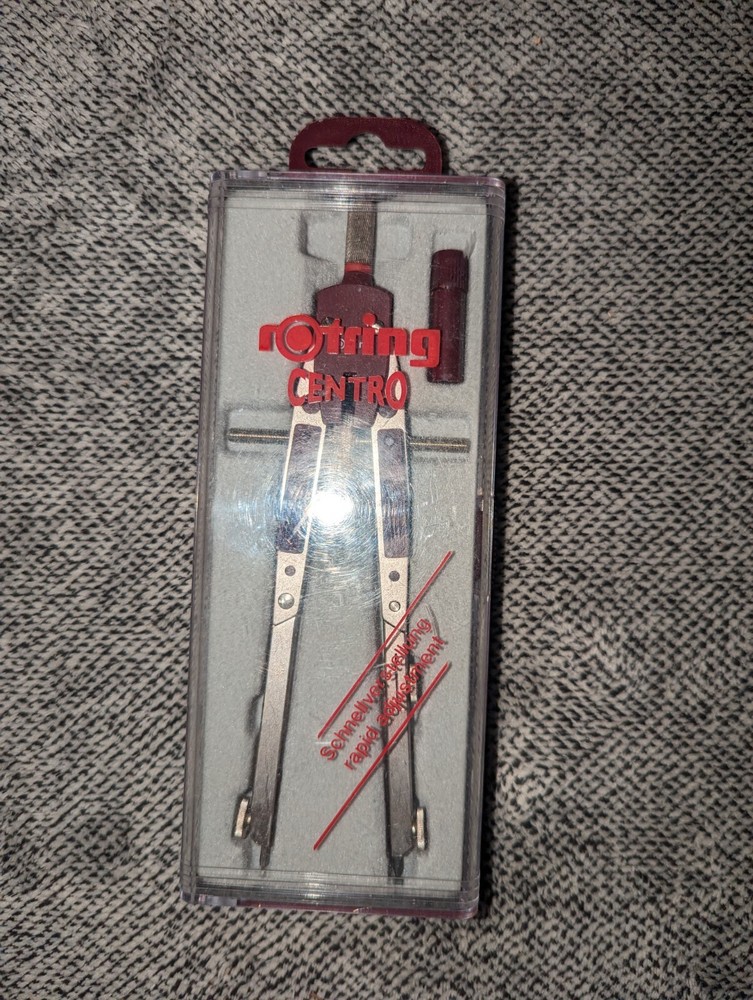 rotring
CENTRO
Schnellverstellung
rapid adjustment